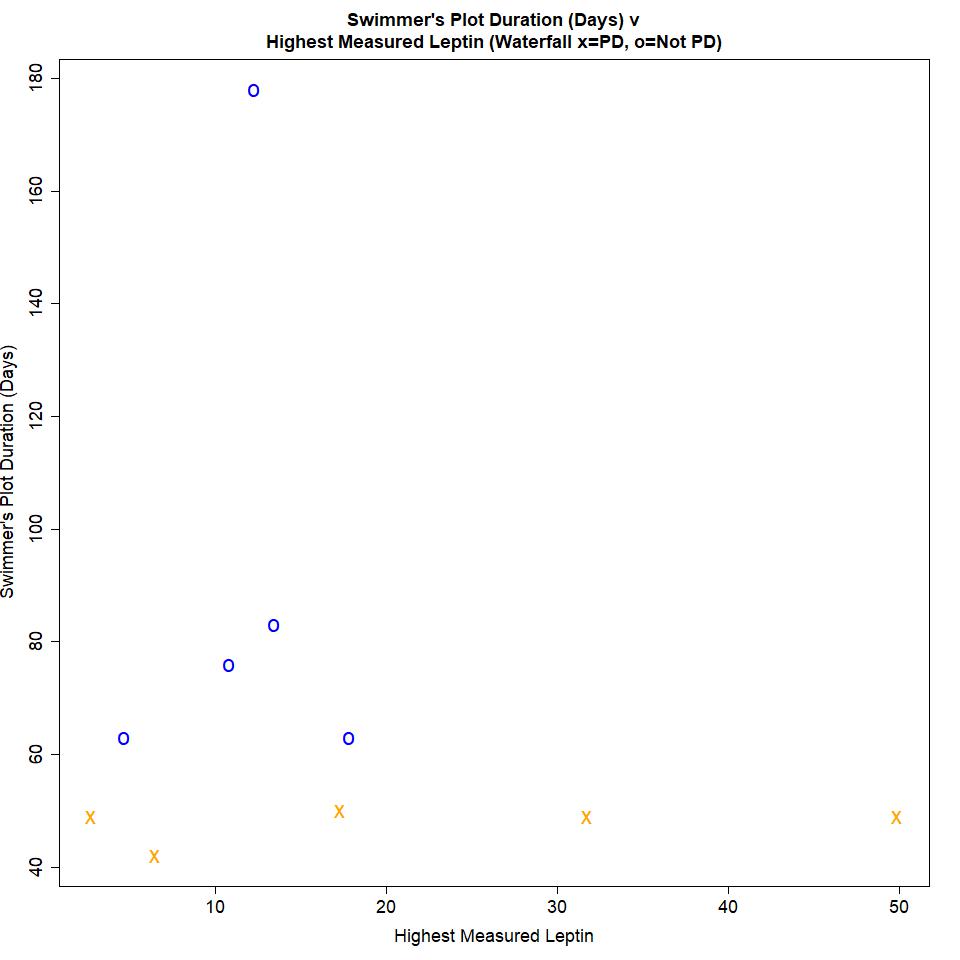 Swimmer's Plot Duration (Days) v
Highest Measured Leptin (Waterfall x=PD, o=Not PD)
Swimmer's Plot Duration (Days)
180
160
140
120
100
80
60
40
O
O
O
O
O
X
X
X
X
X
10 20 30 40 50
Highest Measured Leptin